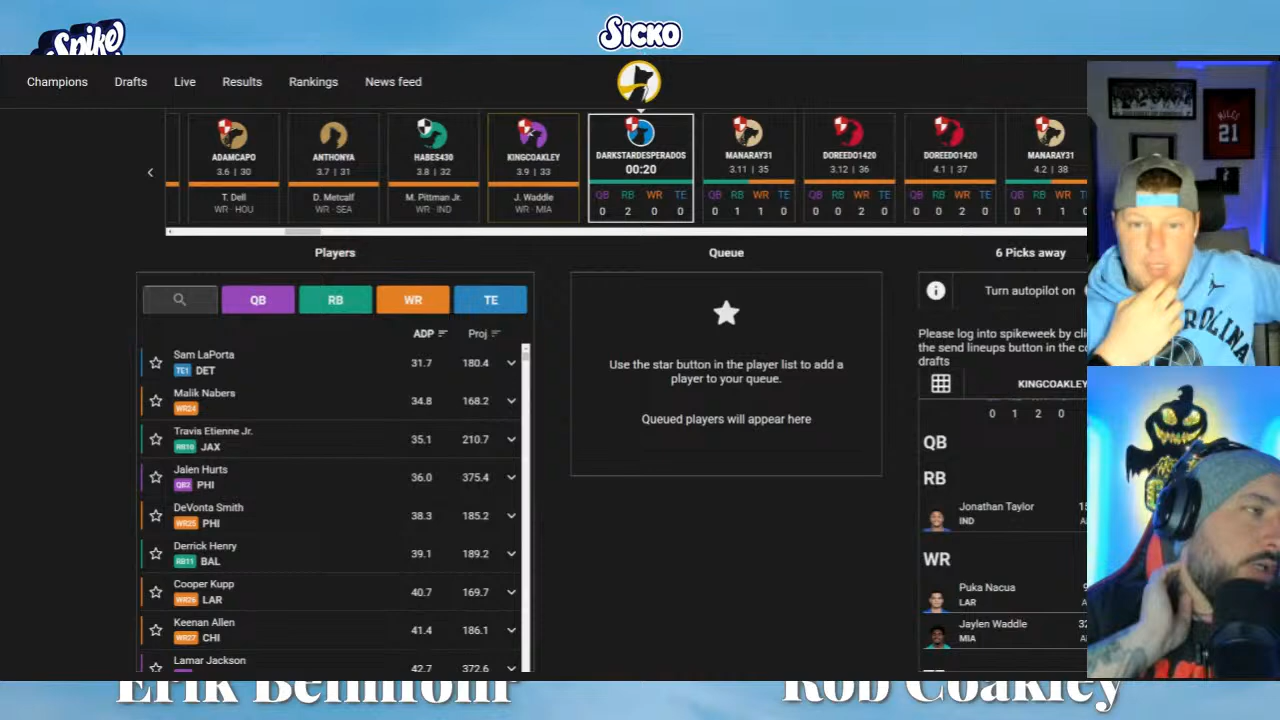 Spike
SICKO
Champions Drafts Live Results Rankings News feed
ADAMCAPO
3.6 | 30
T. Dell
WR · HOU
ANTHONYA
3.7 | 31
D. Metcalf
WR · SEA
HABES430
3.8 | 32
M. Pittman Jr.
WR · IND
KINGCOAKLEY
3.9 | 33
J. Waddle
WR · MIA
DARKSTARDESPERADOS
00:20
QB RB WR TE
0 2 0 0
MANARAY31
3.11 | 35
QB RB WR TE
0 1 1 0
DOREEDO1420
3.12 | 36
QB RB WR TE
0 0 2 0
DOREEDO1420
4.1 | 37
QB RB WR TE
0 0 2 0
MANARAY31
4.2 | 38
QB RB WR
0 1 1 0
Players
QB RB WR TE
ADP Proj
Sam LaPorta
TE1 DET
31.7 180.4
Malik Nabers
WR24
34.8 168.2
Travis Etienne Jr.
RB10 JAX
35.1 210.7
Jalen Hurts
QB2 PHI
36.0 375.4
DeVonta Smith
WR25 PHI
38.3 185.2
Derrick Henry
RB11 BAL
39.1 189.2
Cooper Kupp
WR26 LAR
40.7 169.7
Keenan Allen
WR27 CHI
41.4 186.1
Lamar Jackson
42.7 372.6
Queue
Use the star button in the player list to add a
player to your queue.
Queued players will appear here
6 Picks away
Turn autopilot on
Please log into spikeweek by cli
the send lineups button in the co
drafts
KINGCOAKLEY
0 1 2 0
QB
RB
Jonathan Taylor
IND
WR
Puka Nacua
LAR
Jaylen Waddle
MIA
MILES
21
ROLINA
Rob Coakley